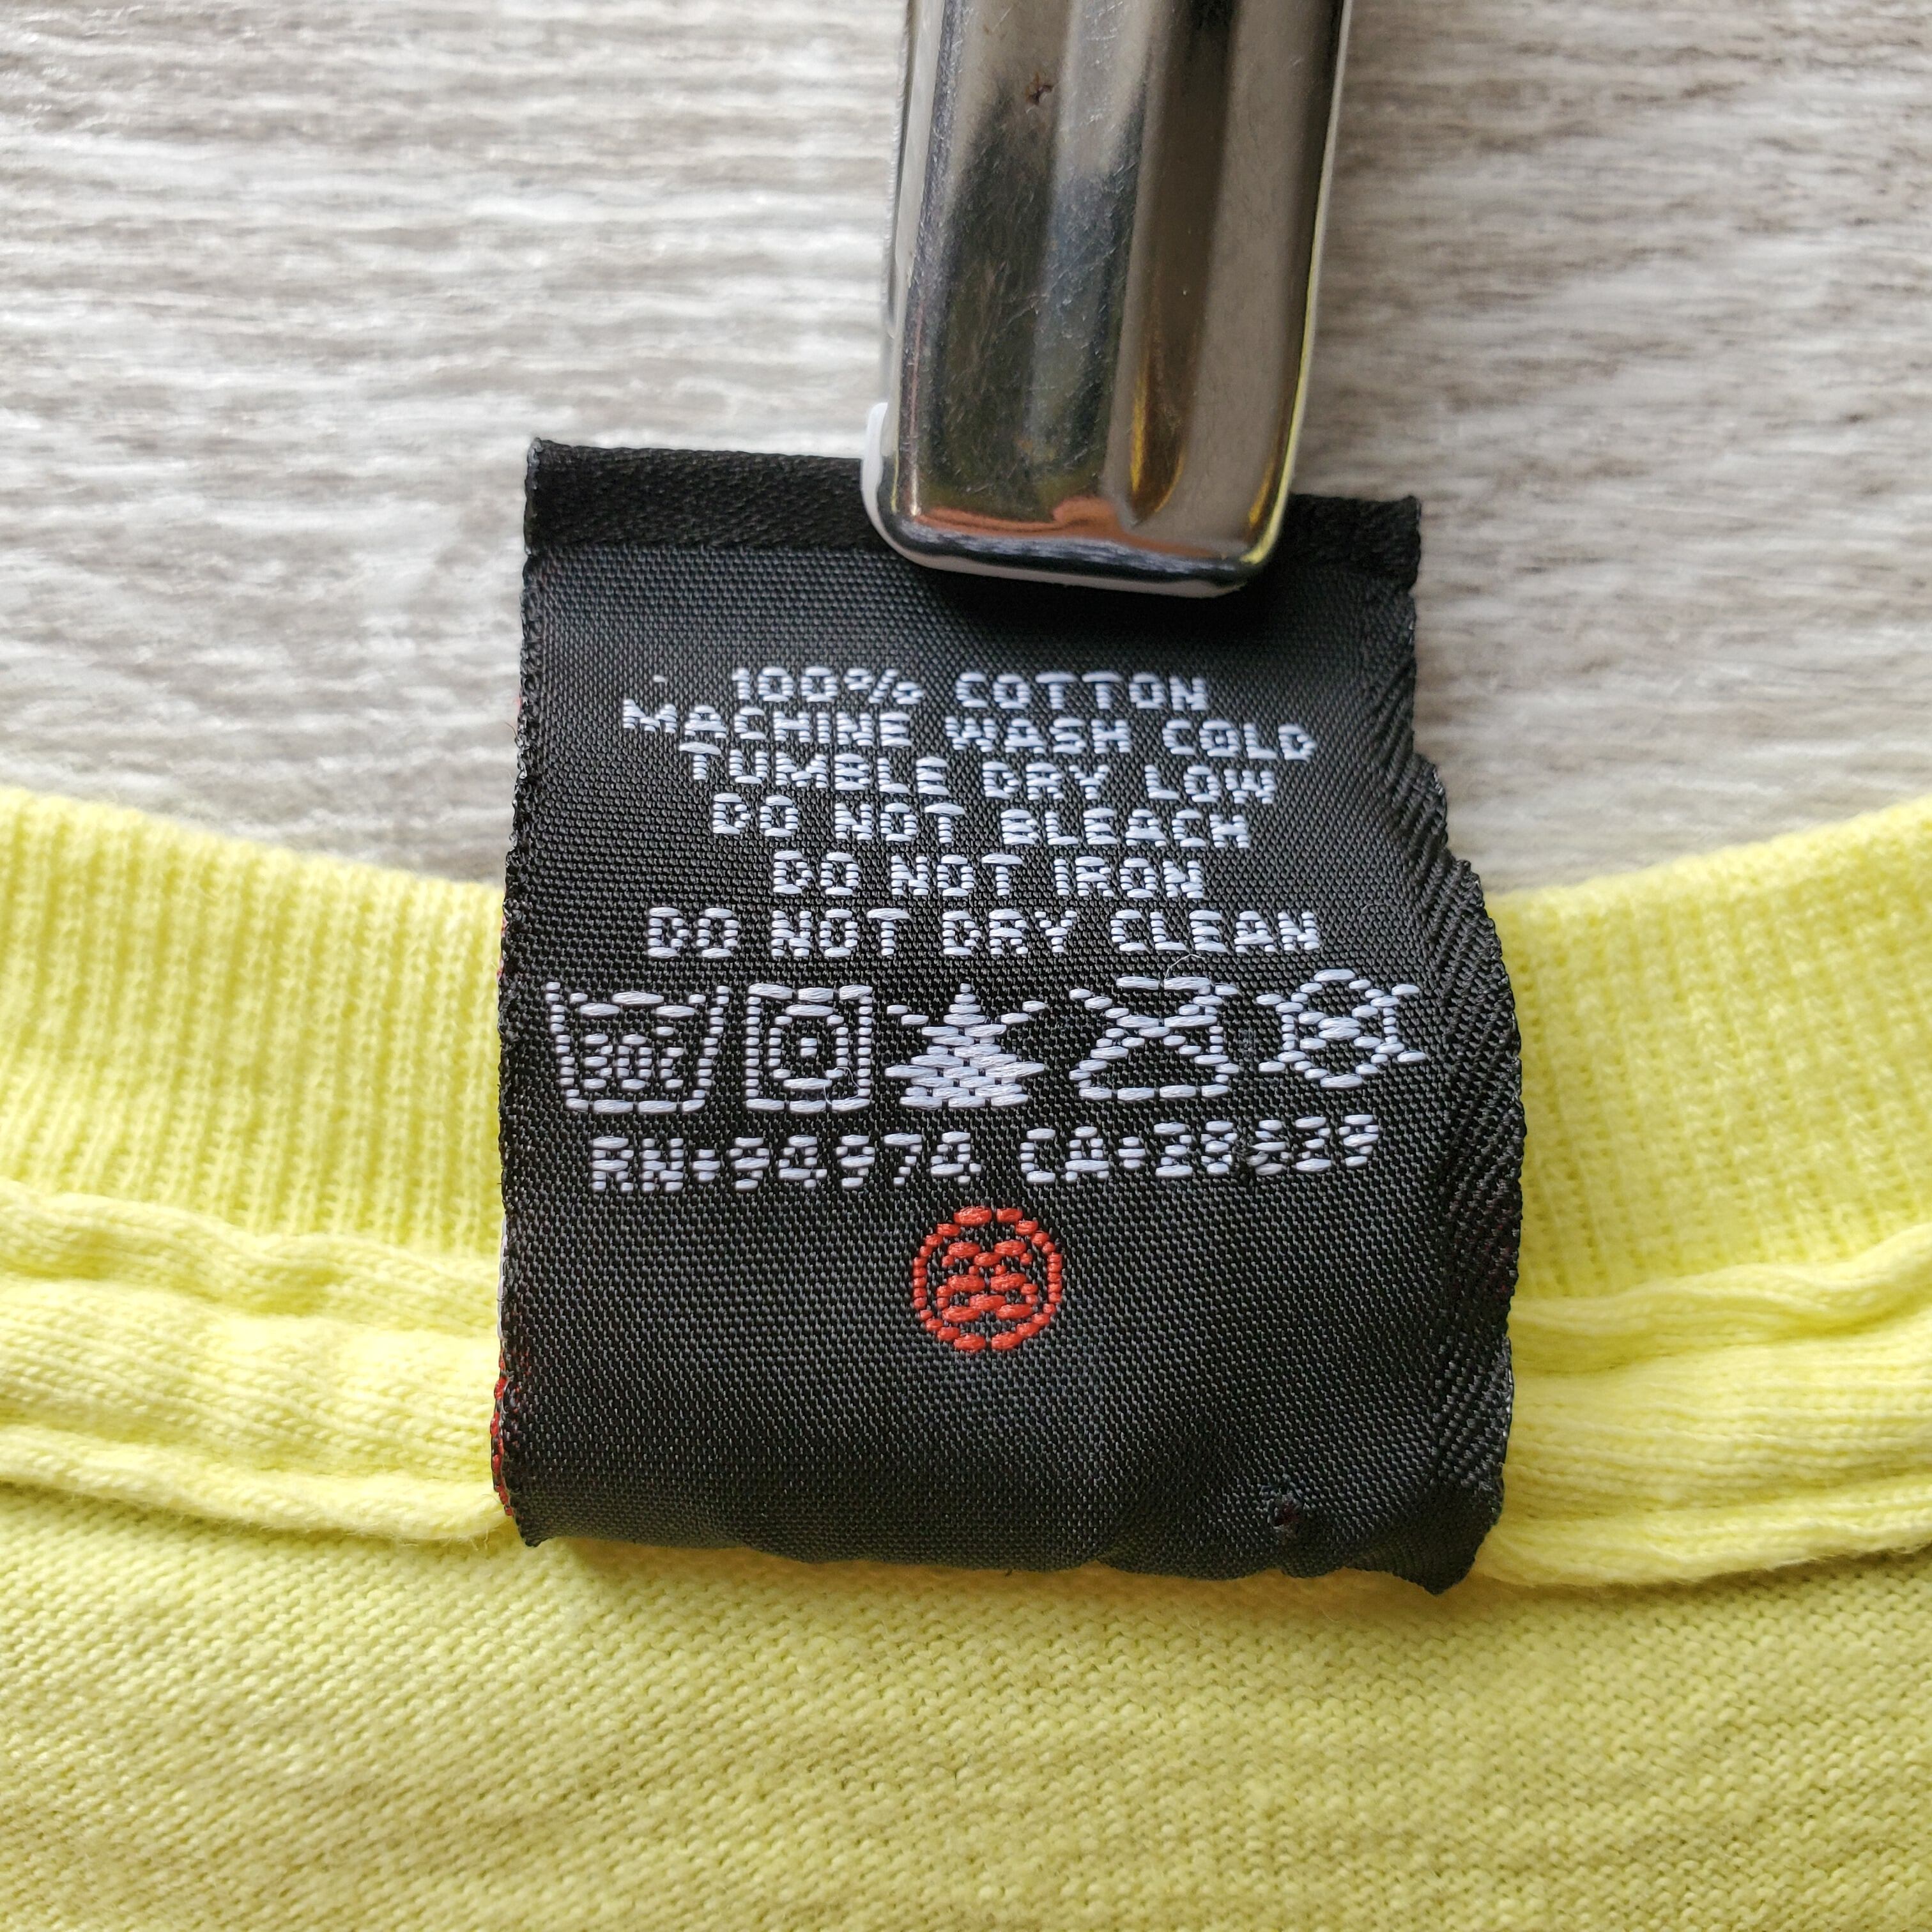 100% COTTON
MACHINE WASH COLD
TUMBLE DRY LOW
DO NOT BLEACH
DO NOT IRON
DO NOT DRY CLEAN
30°
RN#94974 CA#28629